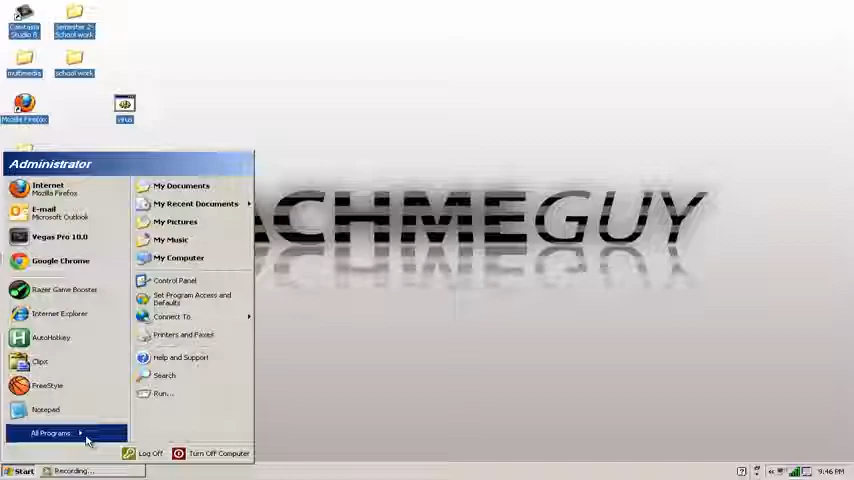 Camtasia
Studio 8
Semester 2-
School work
multimedia
school work
Mozilla Firefox
virus
Administrator
Internet
Mozilla Firefox
E-mail
Microsoft Outlook
Vegas Pro 10.0
Google Chrome
Razer Game Booster
Internet Explorer
AutoHotkey
Clipx
FreeStyle
Notepad
All Programs
My Documents
My Recent Documents
My Pictures
My Music
My Computer
Control Panel
Set Program Access and
Defaults
Connect To
Printers and Faxes
Help and Support
Search
Run...
Log Off
Turn Off Computer
ACHMEGUY
Start
Recording...
9:46 PM